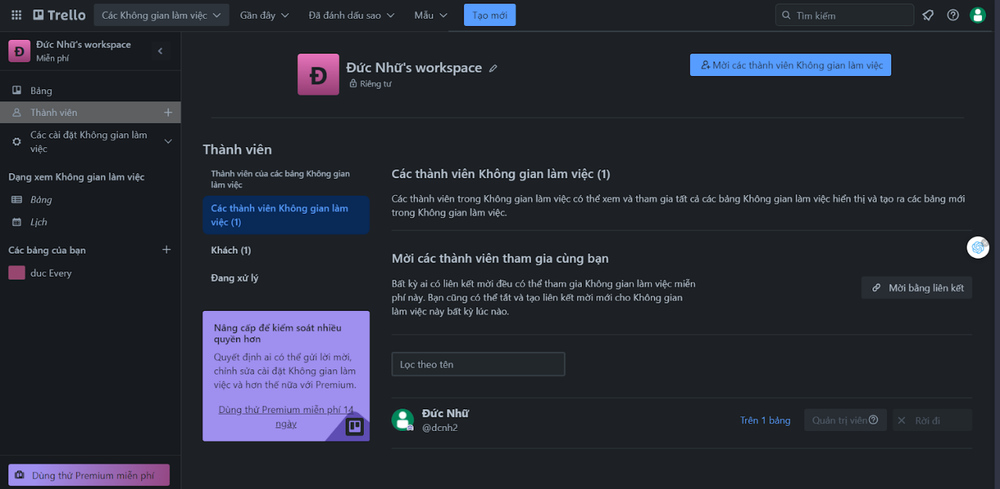 Trello
Các Không gian làm việc
Gần đây
Đã đánh dấu sao
Mẫu
Tạo mới
Tìm kiếm
Đ
Đức Nhữ's workspace
Miễn phí
Bảng
Thành viên
Các cài đặt Không gian làm
việc
Dạng xem Không gian làm việc
Bảng
Lịch
Các bảng của bạn
duc Every
Dùng thử Premium miễn phí
Đ
Đức Nhữ's workspace
Riêng tư
Mời các thành viên Không gian làm việc
Thành viên
Thành viên của các bảng Không gian
làm việc
Các thành viên Không gian làm
việc (1)
Khách (1)
Đang xử lý
Nâng cấp để kiểm soát nhiều
quyền hơn
Quyết định ai có thể gửi lời mời,
chỉnh sửa cài đặt Không gian làm
việc và hơn thế nữa với Premium.
Dùng thử Premium miễn phí 14
ngày
Các thành viên Không gian làm việc (1)
Các thành viên trong Không gian làm việc có thể xem và tham gia tất cả các bảng Không gian làm việc hiển thị và tạo ra các bảng mới
trong Không gian làm việc.
Mời các thành viên tham gia cùng bạn
Bất kỳ ai có liên kết mời đều có thể tham gia Không gian làm việc miễn
phí này. Bạn cũng có thể tắt và tạo liên kết mời mới cho Không gian
làm việc này bất kỳ lúc nào.
Mời bằng liên kết
Lọc theo tên
Đức Nhữ
@dcnh2
Trên 1 bảng
Quản trị viên
Rời đi